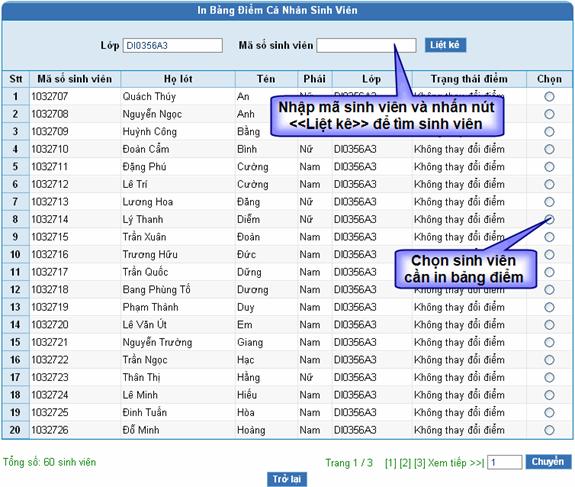 In Bảng Điểm Cá Nhân Sinh Viên
Lớp DI0356A3 Mã số sinh viên Liệt kê
Stt Mã số sinh viên Họ lót Tên Phái Lớp Trạng thái điểm Chọn
1 1032707 Quách Thúy An Nữ DI0356A3 Không thay đổi điểm
2 1032708 Nguyễn Ngọc Anh
3 1032709 Huỳnh Công Bằng
Nhập mã sinh viên và nhấn nút
<<Liệt kê>> để tìm sinh viên
4 1032710 Đoàn Cẩm Bình Nữ DI0356A3 Không thay đổi điểm
5 1032711 Đặng Phú Cường Nam DI0356A3 Không thay đổi điểm
6 1032712 Lê Trí Cường Nam DI0356A3 Không thay đổi điểm
7 1032713 Lương Hoa Đăng Nữ DI0356A3 Không thay đổi điểm
8 1032714 Lý Thanh Diễm Nữ DI0356A3 Không thay đổi điểm
9 1032715 Trần Xuân Đoàn Nam DI0356A3 Không thay đổi điểm
10 1032716 Trương Hữu Đức Nam DI0356A3
11 1032717 Trần Quốc Dũng Nam DI0356A3
Chọn sinh viên
cần in bảng điểm
12 1032718 Bang Phùng Tố Dương Nam DI0356A3 Không thay đổi điểm
13 1032719 Phạm Thành Duy Nam DI0356A3 Không thay đổi điểm
14 1032720 Lê Văn Út Em Nam DI0356A3 Không thay đổi điểm
15 1032721 Nguyễn Trường Giang Nam DI0356A3 Không thay đổi điểm
16 1032722 Trần Ngọc Hạc Nam DI0356A3 Không thay đổi điểm
17 1032723 Thân Thị Hằng Nữ DI0356A3 Không thay đổi điểm
18 1032724 Lê Minh Hiếu Nam DI0356A3 Không thay đổi điểm
19 1032725 Đinh Tuấn Hòa Nam DI0356A3 Không thay đổi điểm
20 1032726 Đỗ Minh Hoàng Nam DI0356A3 Không thay đổi điểm
Tổng số: 60 sinh viên Trang 1 / 3 [1] [2] [3] Xem tiếp >>| 1 Chuyển
Trở lại